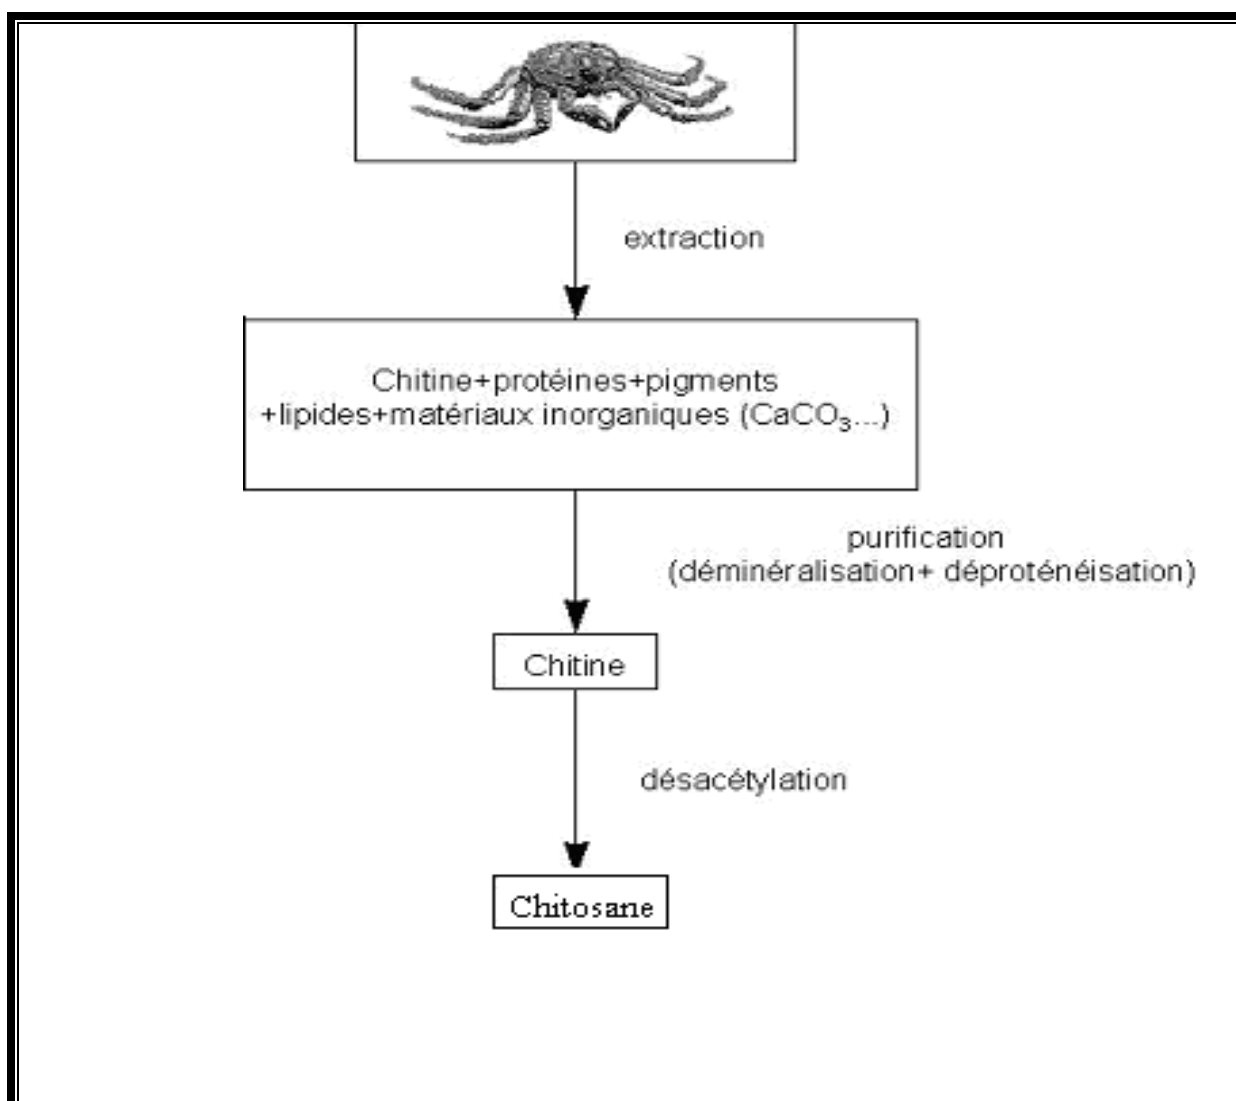 extraction
Chitine+protéines+pigments
+lipides+matériaux inorganiques (CaCO₃...)
purification
(déminéralisation+ déproténéisation)
Chitine
désacétylation
Chitosane